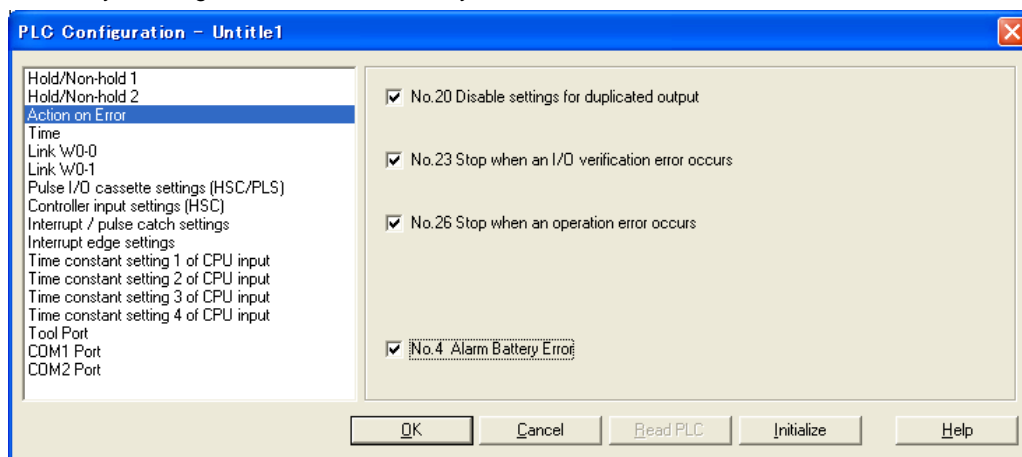 PLC Configuration - Untitle1
Hold/Non-hold 1
Hold/Non-hold 2
Action on Error
Time
Link W0-0
Link W0-1
Pulse I/O cassette settings (HSC/PLS)
Controller input settings (HSC)
Interrupt / pulse catch settings
Interrupt edge settings
Time constant setting 1 of CPU input
Time constant setting 2 of CPU input
Time constant setting 3 of CPU input
Time constant setting 4 of CPU input
Tool Port
COM1 Port
COM2 Port
No.20 Disable settings for duplicated output
No.23 Stop when an I/O verification error occurs
No.26 Stop when an operation error occurs
No.4 Alarm Battery Error
OK Cancel Read PLC Initialize Help